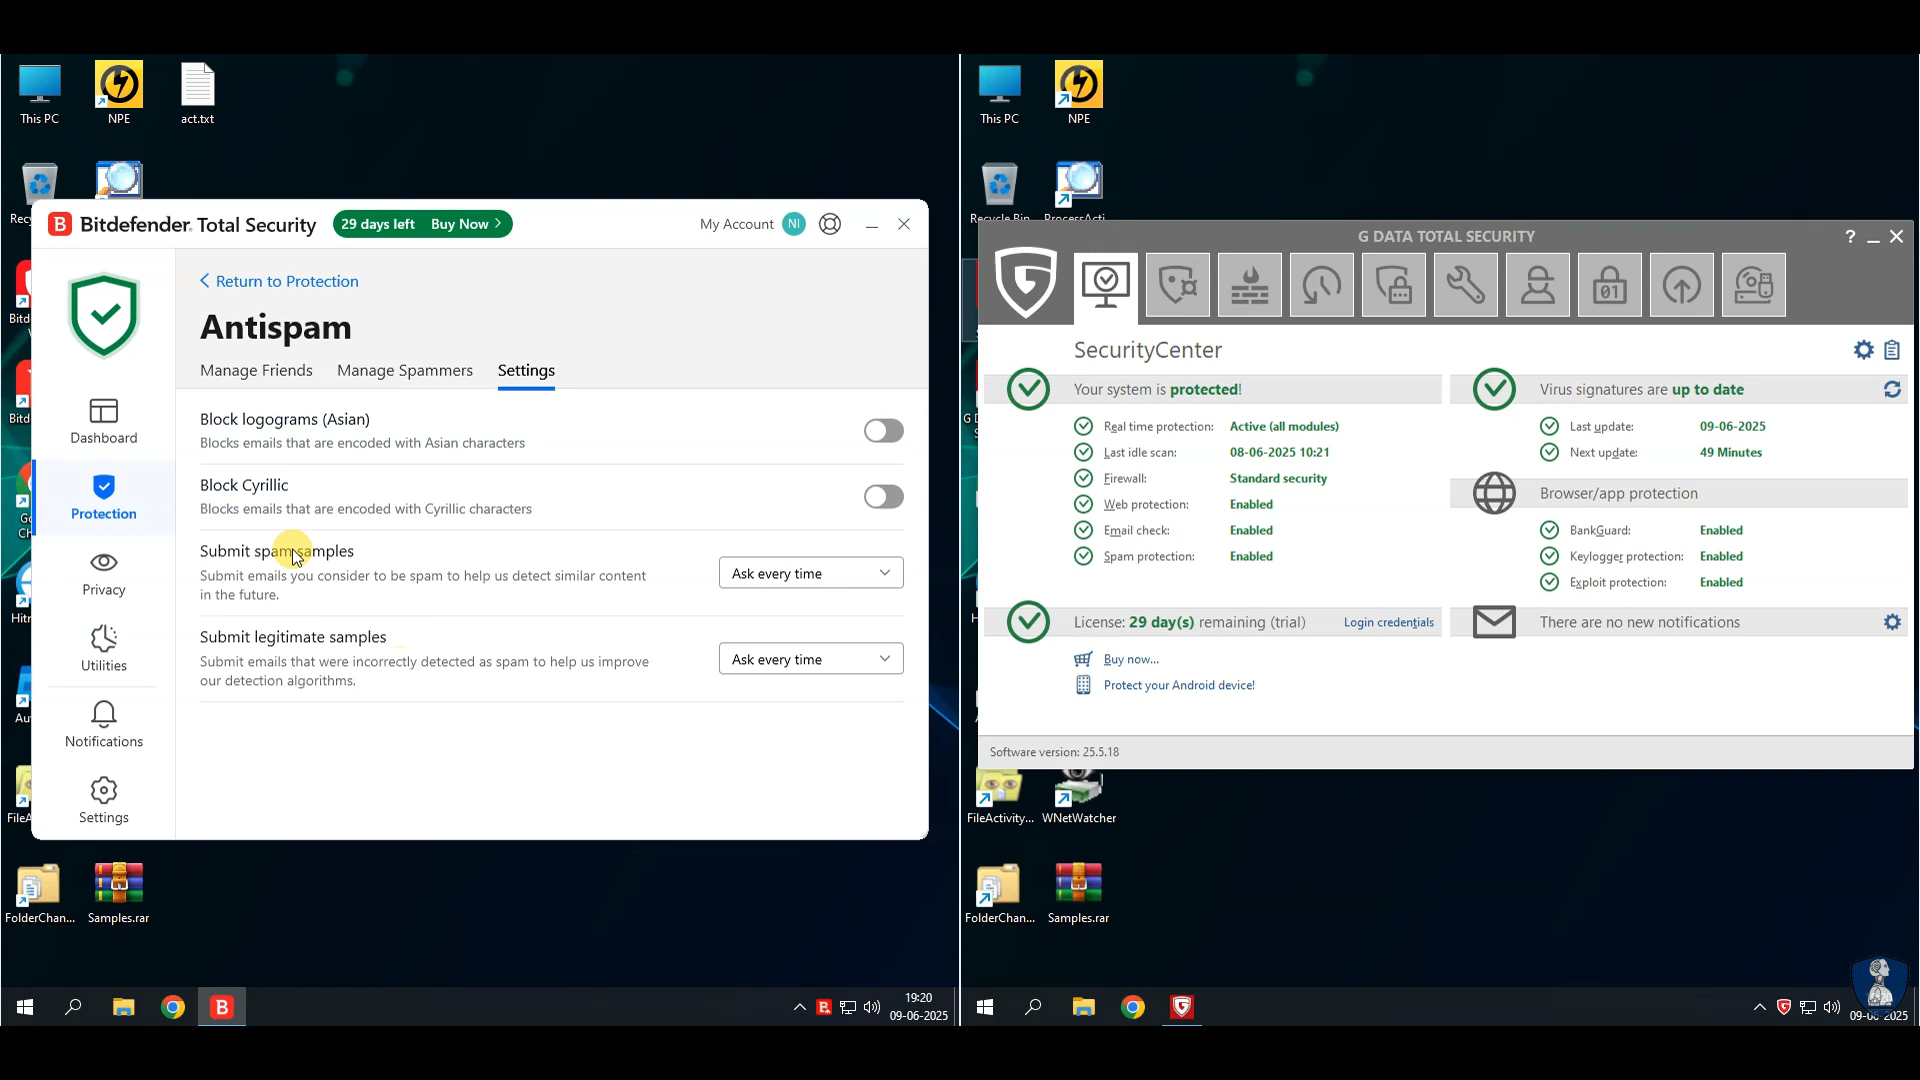 This PC
NPE
act.txt
Bitdefender Total Security
29 days left Buy Now
My Account NI
Return to Protection
Antispam
Manage Friends
Manage Spammers
Settings
Dashboard
Protection
Privacy
Utilities
Notifications
Settings
Block logograms (Asian)
Blocks emails that are encoded with Asian characters
Block Cyrillic
Blocks emails that are encoded with Cyrillic characters
Submit spam samples
Submit emails you consider to be spam to help us detect similar content
in the future.
Ask every time
Submit legitimate samples
Submit emails that were incorrectly detected as spam to help us improve
our detection algorithms.
Ask every time
FolderChan...
Samples.rar
19:20
09-06-2025
This PC
NPE
Recycle Bin
ProcessActi...
G DATA TOTAL SECURITY
?
01
SecurityCenter
Your system is protected!
Real time protection: Active (all modules)
Last idle scan: 08-06-2025 10:21
Firewall: Standard security
Web protection: Enabled
Email check: Enabled
Spam protection: Enabled
Virus signatures are up to date
Last update: 09-06-2025
Next update: 49 Minutes
Browser/app protection
BankGuard: Enabled
Keylogger protection: Enabled
Exploit protection: Enabled
License: 29 day(s) remaining (trial) Login credentials
There are no new notifications
Buy now...
Protect your Android device!
Software version: 25.5.18
FileActivity...
WNetWatcher
FolderChan...
Samples.rar
09-06-2025